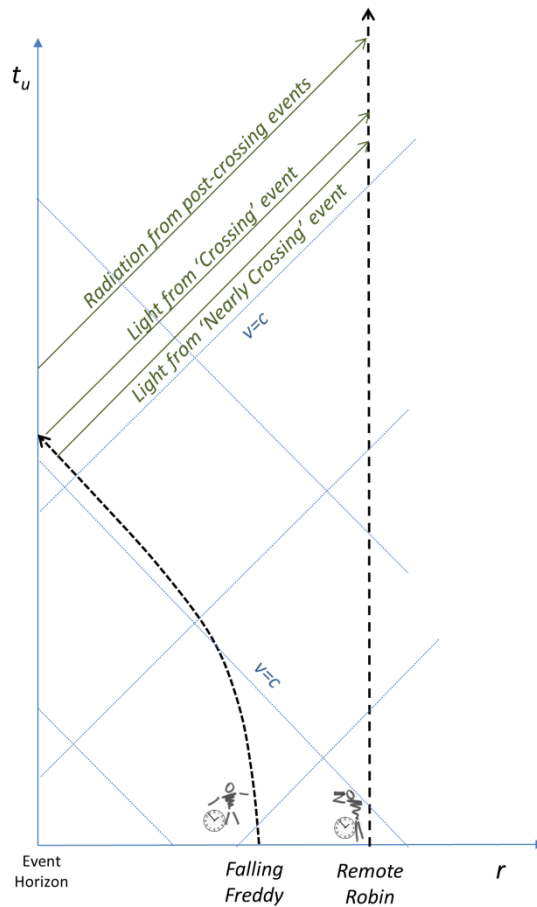 t_u
Radiation from post-crossing events
Light from 'Crossing' event
Light from 'Nearly Crossing' event
v=c
v=c
Event
Horizon
Falling
Freddy
Remote
Robin
r